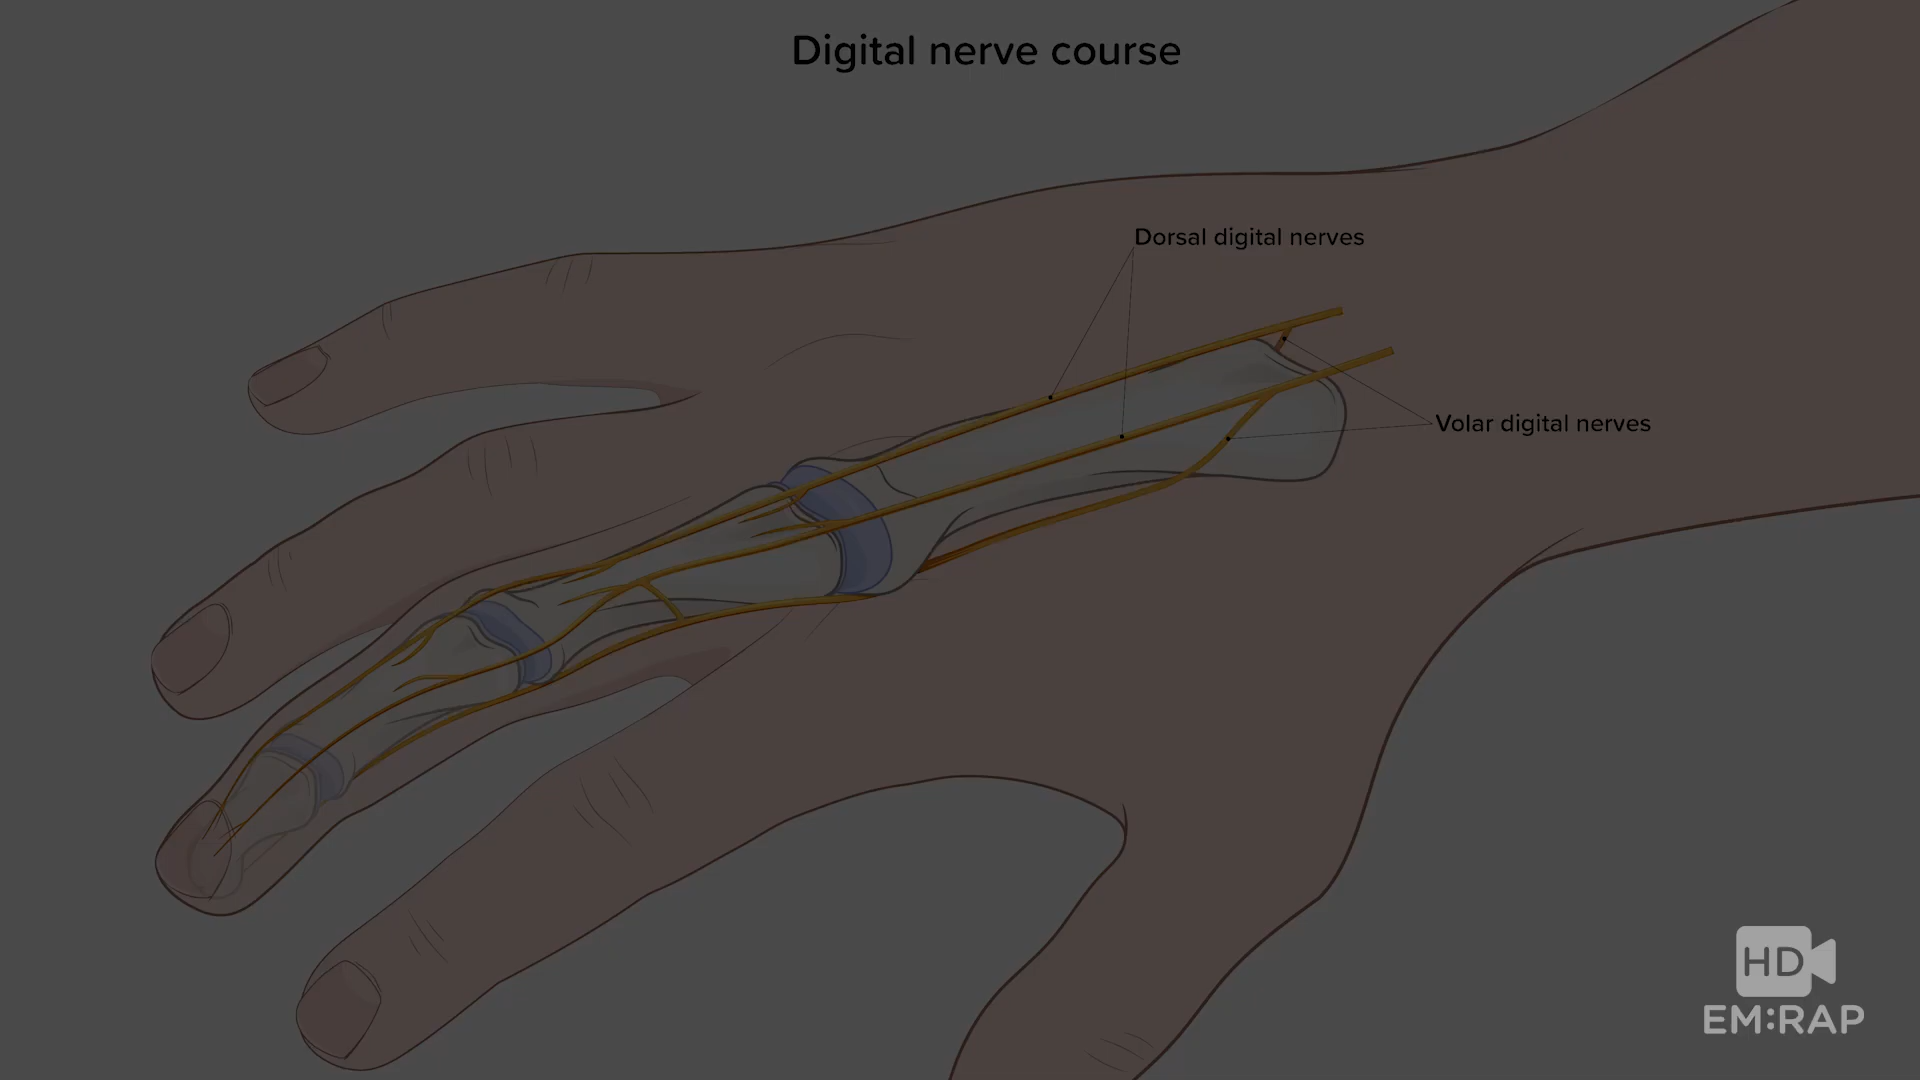 Digital nerve course
Dorsal digital nerves
Volar digital nerves
HD
EM:RAP